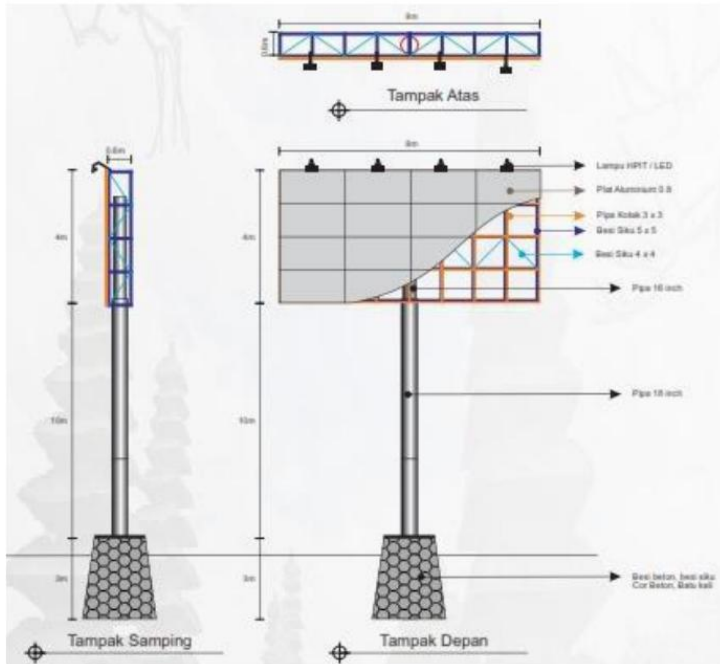 8m
0.6m
Tampak Atas
0.6m
8m
Lampu HPIT / LED
Plat Aluminium 0.8
4m
4m
Pipa Kotak 3 x 3
Besi Siku 5 x 5
Besi Siku 4 x 4
Pipa 16 inch
10m
10m
Pipa 18 inch
3m
3m
Besi beton, besi siku
Cor Beton, Batu kali
Tampak Samping
Tampak Depan